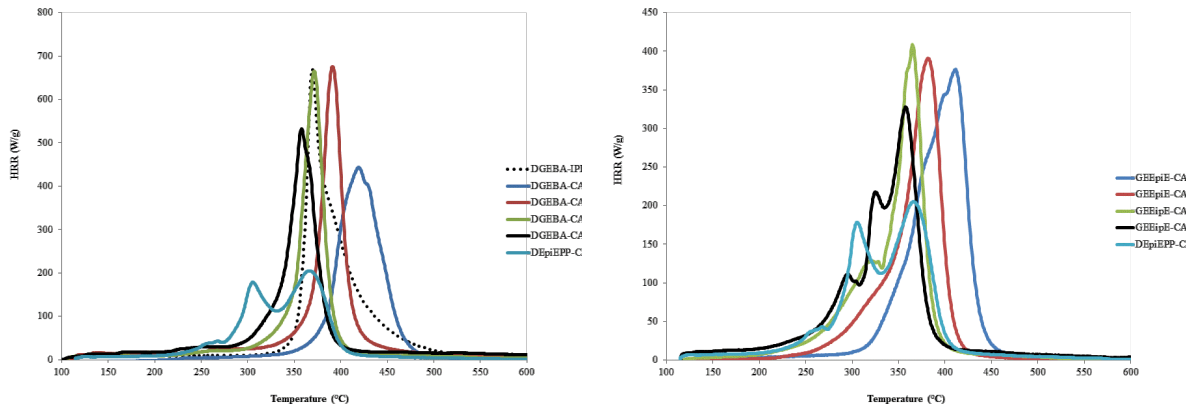 800
700
600
500
400
300
200
100
0
HRR (W/g)
100 150 200 250 300 350 400 450 500 550 600
Temperature (°C)
DGEBA-IPI
DGEBA-CA
DGEBA-CA
DGEBA-CA
DGEBA-CA
DEpiEPP-C
450
400
350
300
250
200
150
100
50
0
HRR (W/g)
100 150 200 250 300 350 400 450 500 550 600
Temperature (°C)
GEEpiE-CA
GEEpiE-CA
GEEipE-CA
GEEipE-CA
DEpiEPP-C